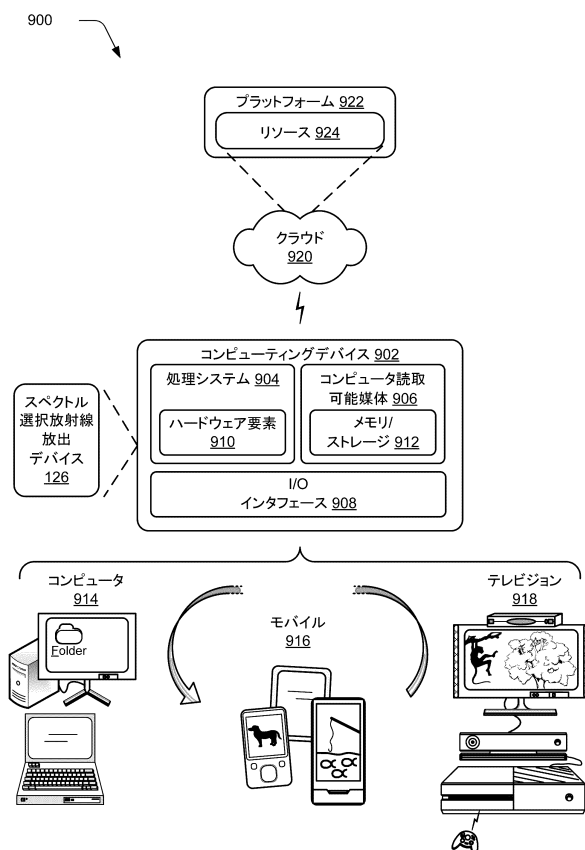 900
プラットフォーム 922
リソース 924
クラウド
920
コンピューティングデバイス 902
処理システム 904
ハードウェア要素
910
コンピュータ読取
可能媒体 906
メモリ/
ストレージ 912
I/O
インタフェース 908
スペクトル
選択放射線
放出
デバイス
126
コンピュータ
914
Folder
モバイル
916
テレビジョン
918